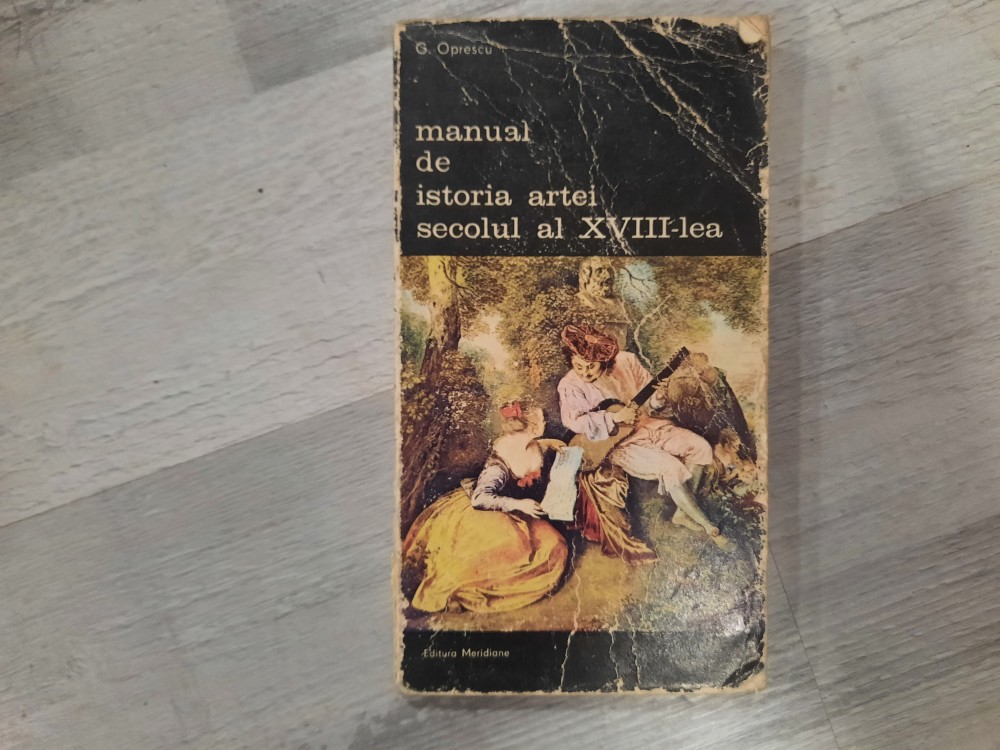 G. Oprescu
manual
de
istoria artei
secolul al XVIII-lea
Editura Meridiane